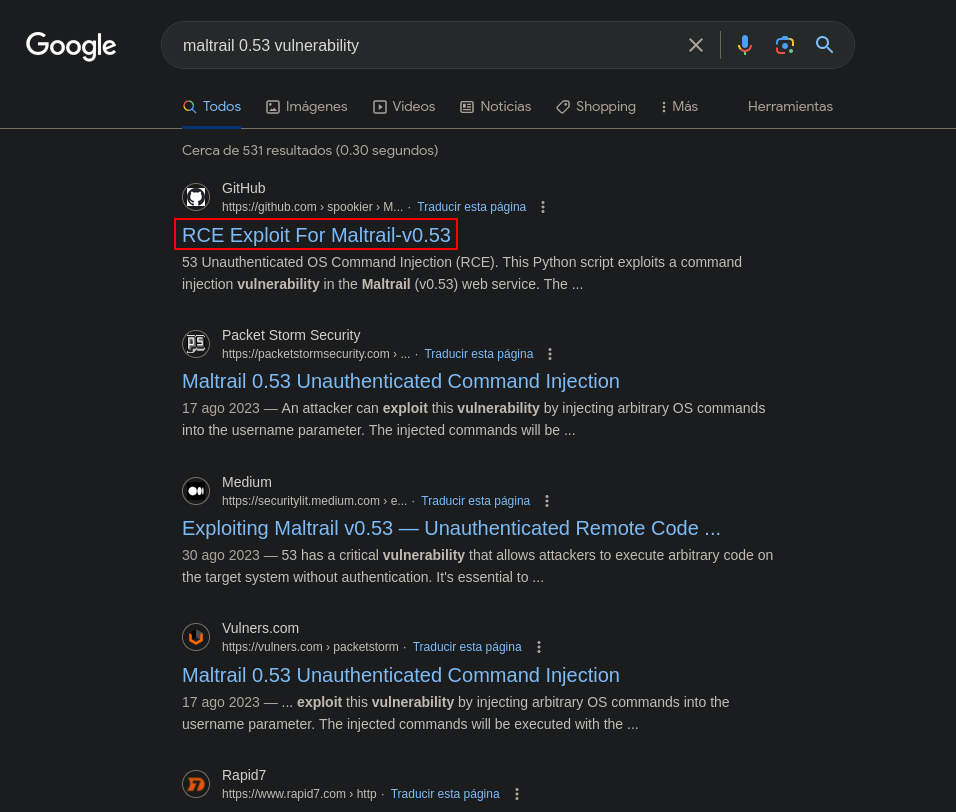 Google
maltrail 0.53 vulnerability
Todos Imágenes Videos Noticias Shopping Más Herramientas
Cerca de 531 resultados (0.30 segundos)
GitHub
https://github.com › spookier › M... · Traducir esta página
RCE Exploit For Maltrail-v0.53
53 Unauthenticated OS Command Injection (RCE). This Python script exploits a command
injection vulnerability in the Maltrail (v0.53) web service. The ...
Packet Storm Security
https://packetstormsecurity.com › ... · Traducir esta página
Maltrail 0.53 Unauthenticated Command Injection
17 ago 2023 — An attacker can exploit this vulnerability by injecting arbitrary OS commands
into the username parameter. The injected commands will be ...
Medium
https://securitylit.medium.com › e... · Traducir esta página
Exploiting Maltrail v0.53 — Unauthenticated Remote Code ...
30 ago 2023 — 53 has a critical vulnerability that allows attackers to execute arbitrary code on
the target system without authentication. It's essential to ...
Vulners.com
https://vulners.com › packetstorm · Traducir esta página
Maltrail 0.53 Unauthenticated Command Injection
17 ago 2023 — ... exploit this vulnerability by injecting arbitrary OS commands into the
username parameter. The injected commands will be executed with the ...
Rapid7
https://www.rapid7.com › http · Traducir esta página